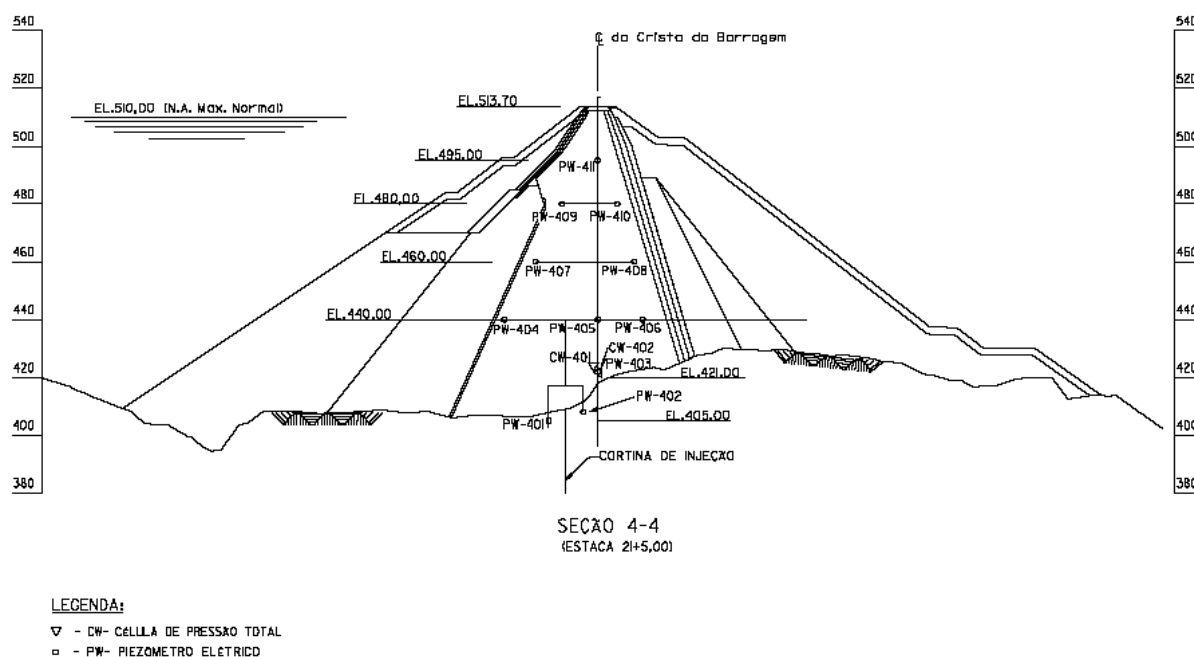 540
540
℄ da Crista da Barragem
520
520
EL.513.70
EL.510,00 (N.A. Max. Normal)
500
500
EL.495.00
PW-411
480
480
EL.480,00
PW-409
PW-410
460
460
EL.460.00
PW-407
PW-408
440
440
EL.440.00
PW-404
PW-405
PW-406
CW-402
CW-401
PW-403
420
420
EL.421.00
PW-402
EL.405.00
PW-401
400
400
CORTINA DE INJEÇÃO
380
380
SEÇÃO 4-4
(ESTACA 21+5,00)
LEGENDA:
- CW- CÉLULA DE PRESSÃO TOTAL
- PW- PIEZOMETRO ELÉTRICO